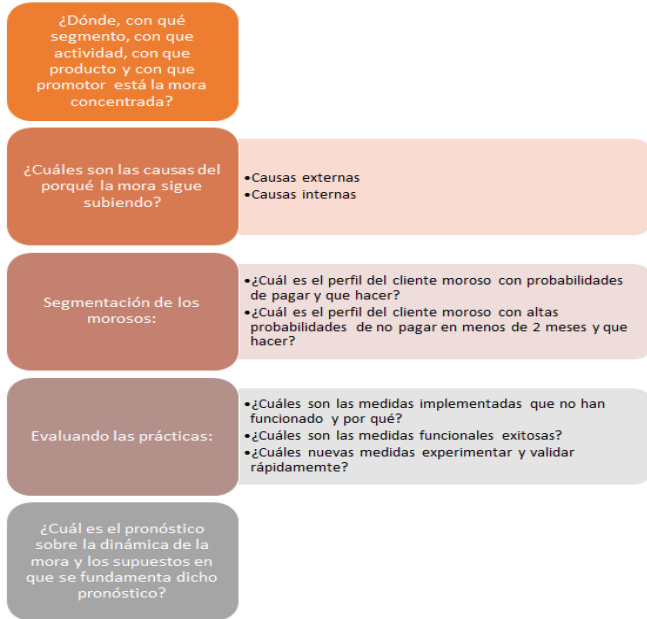 ¿Dónde, con qué
segmento, con que
actividad, con que
producto y con que
promotor está la mora
concentrada?
¿Cuáles son las causas del
porqué la mora sigue
subiendo?
•Causas externas
•Causas internas
Segmentación de los
morosos:
•¿Cuál es el perfil del cliente moroso con probabilidades
de pagar y que hacer?
•¿Cuál es el perfil del cliente moroso con altas
probabilidades de no pagar en menos de 2 meses y que
hacer?
Evaluando las prácticas:
•¿Cuáles son las medidas implementadas que no han
funcionado y por qué?
•¿Cuáles son las medidas funcionales exitosas?
•¿Cuáles nuevas medidas experimentar y validar
rápidamemte?
¿Cuál es el pronóstico
sobre la dinámica de la
mora y los supuestos en
que se fundamenta dicho
pronóstico?